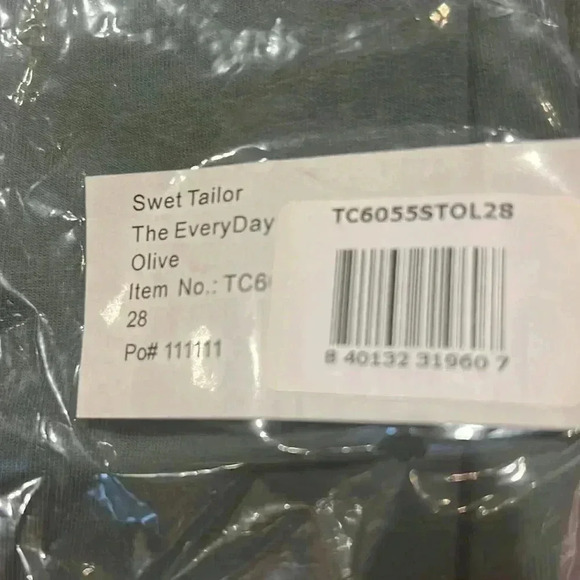 Swet Tailor
The EveryDay
Olive
Item No.: TC6
28
Po# 111111
TC6055STOL28
8 40132 31960 7